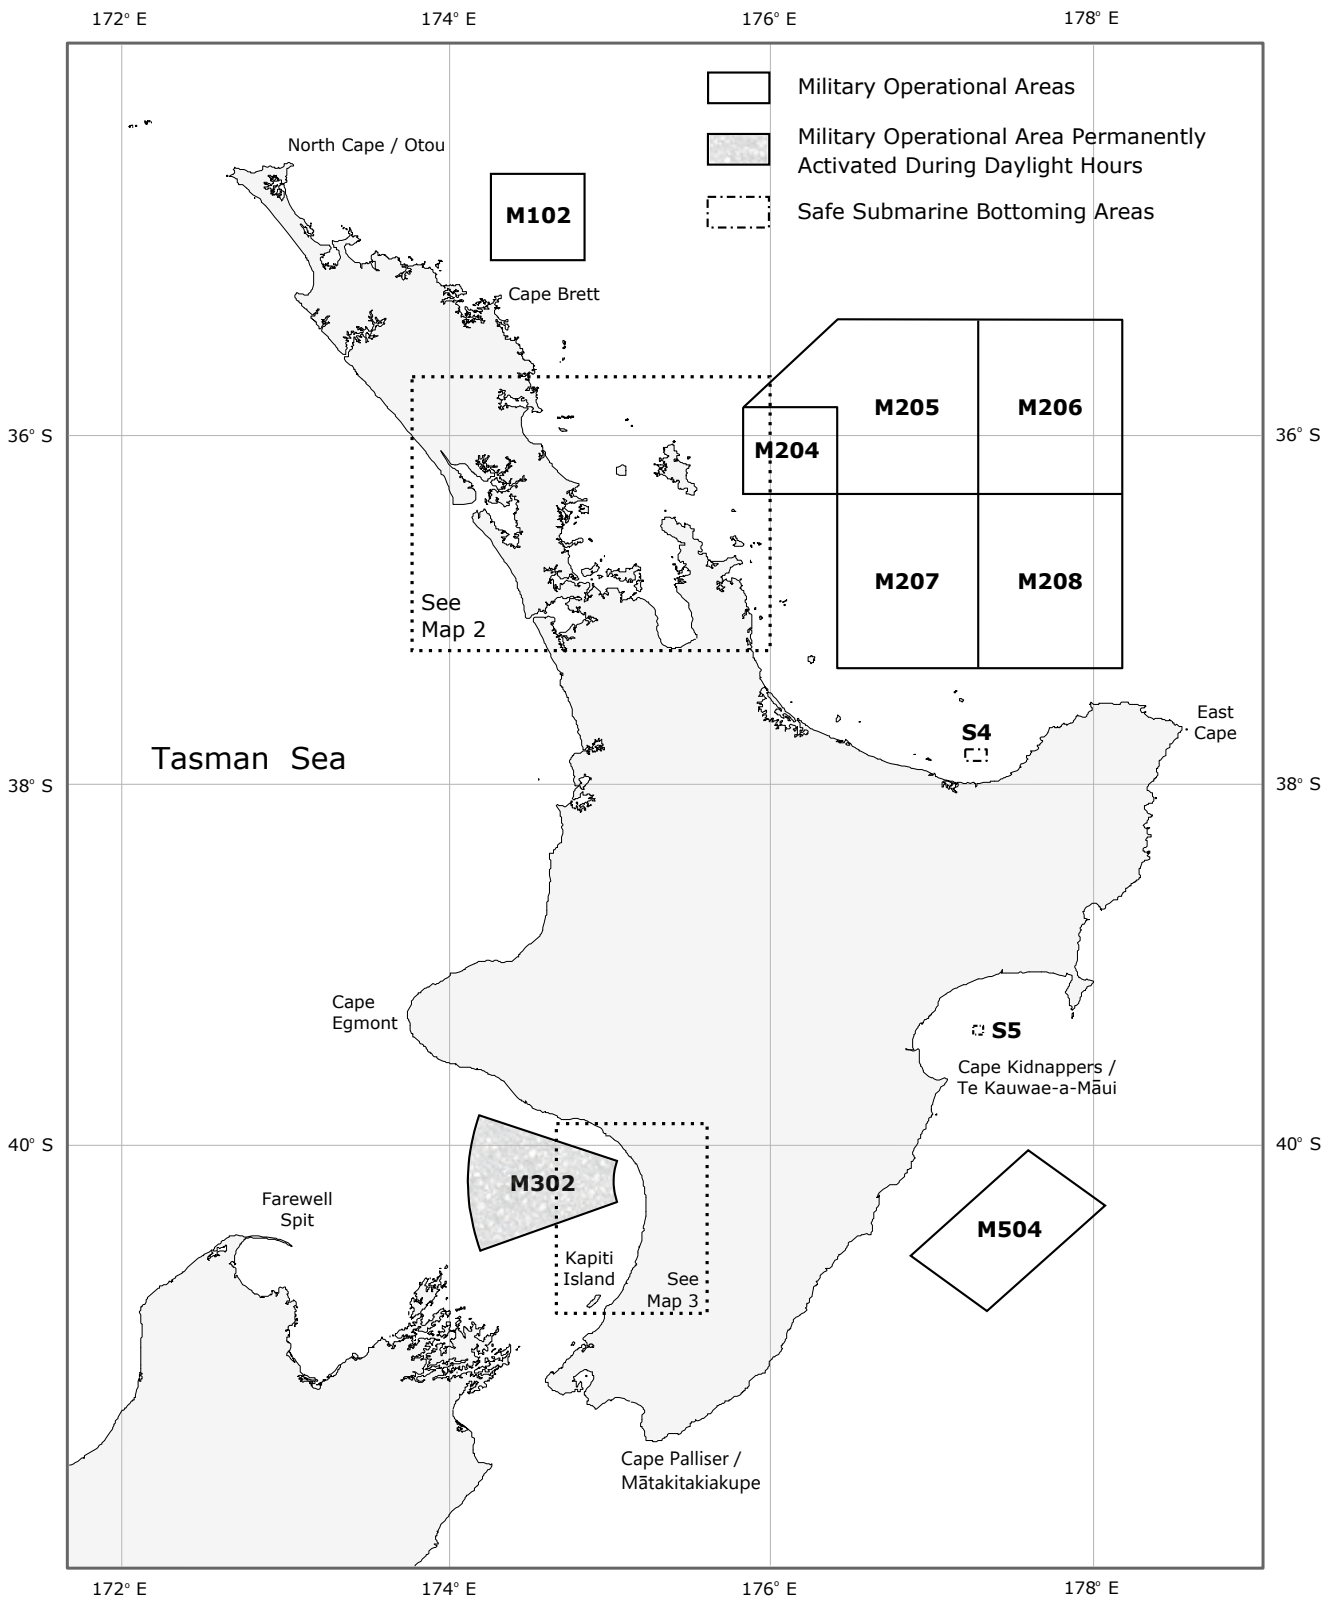 172° E 174° E 176° E 178° E
Military Operational Areas
Military Operational Area Permanently
Activated During Daylight Hours
Safe Submarine Bottoming Areas
North Cape / Otou
M102
Cape Brett
M205
M206
36° S
36° S
M204
M207
M208
See
Map 2
East
Cape
S4
Tasman Sea
38° S
38° S
Cape
Egmont
S5
Cape Kidnappers /
Te Kauwae-a-Māui
40° S
40° S
M302
Farewell
Spit
M504
Kapiti
Island
See
Map 3
Cape Palliser /
Mātakitakiakupe
172° E 174° E 176° E 178° E